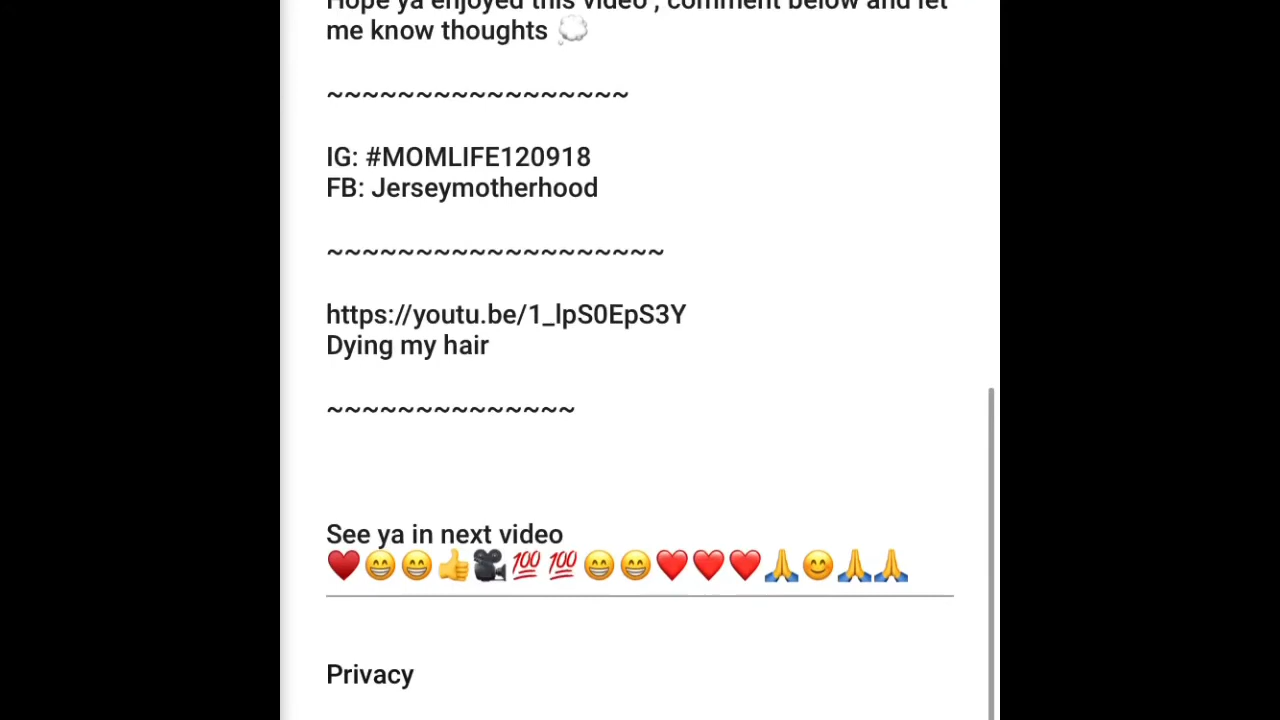 Hope ya enjoyed this video , comment below and let
me know thoughts 💭
~~~~~~~~~~~~~~~~~
IG: #MOMLIFE120918
FB: Jerseymotherhood
~~~~~~~~~~~~~~~~~~~
https://youtu.be/1_lpS0EpS3Y
Dying my hair
~~~~~~~~~~~~~~
See ya in next video
♥️😁😁👍🎥💯💯😁😁❤️❤️❤️🙏😊🙏🙏
Privacy